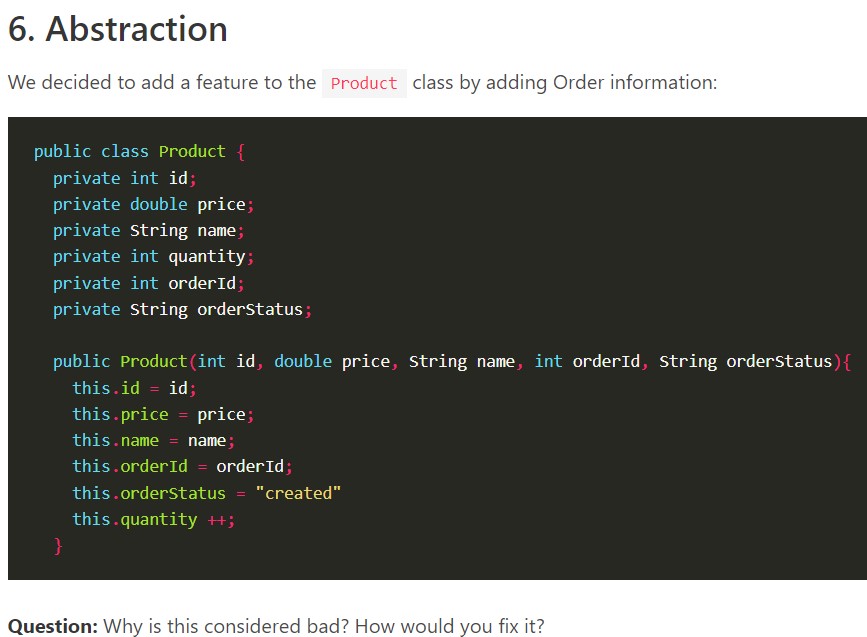 6. Abstraction
We decided to add a feature to the Product class by adding Order information:
public class Product {
  private int id;
  private double price;
  private String name;
  private int quantity;
  private int orderId;
  private String orderStatus;

  public Product(int id, double price, String name, int orderId, String orderStatus){
    this.id = id;
    this.price = price;
    this.name = name;
    this.orderId = orderId;
    this.orderStatus = "created"
    this.quantity ++;
  }
Question: Why is this considered bad? How would you fix it?